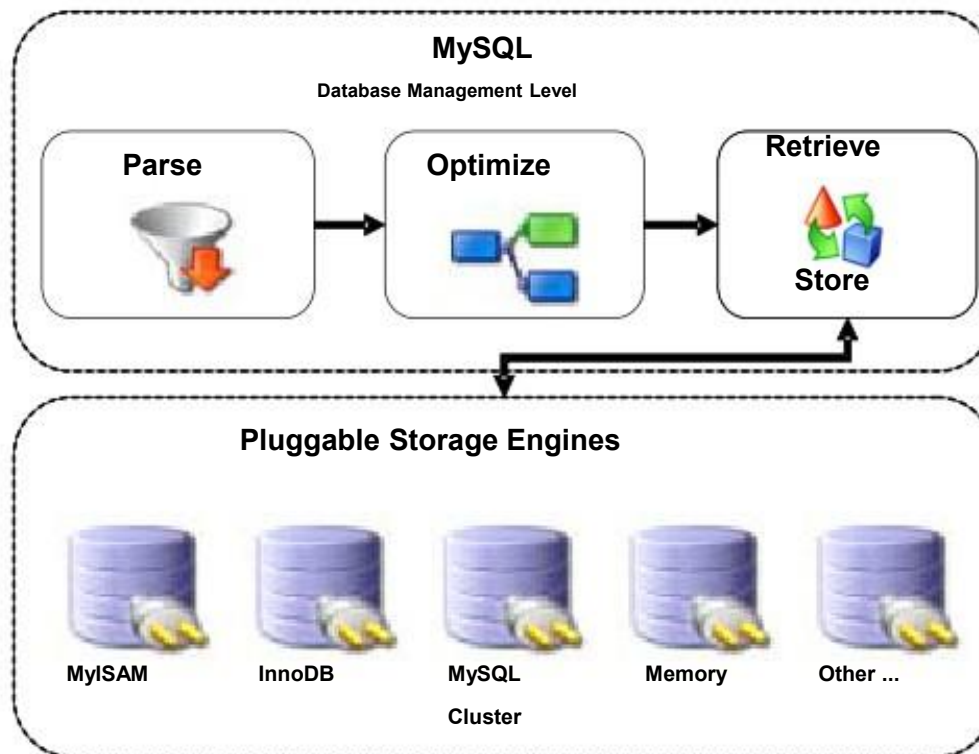 MySQL
Database Management Level
Parse
Optimize
Retrieve
Store
Pluggable Storage Engines
MyISAM
InnoDB
MySQL
Cluster
Memory
Other ...